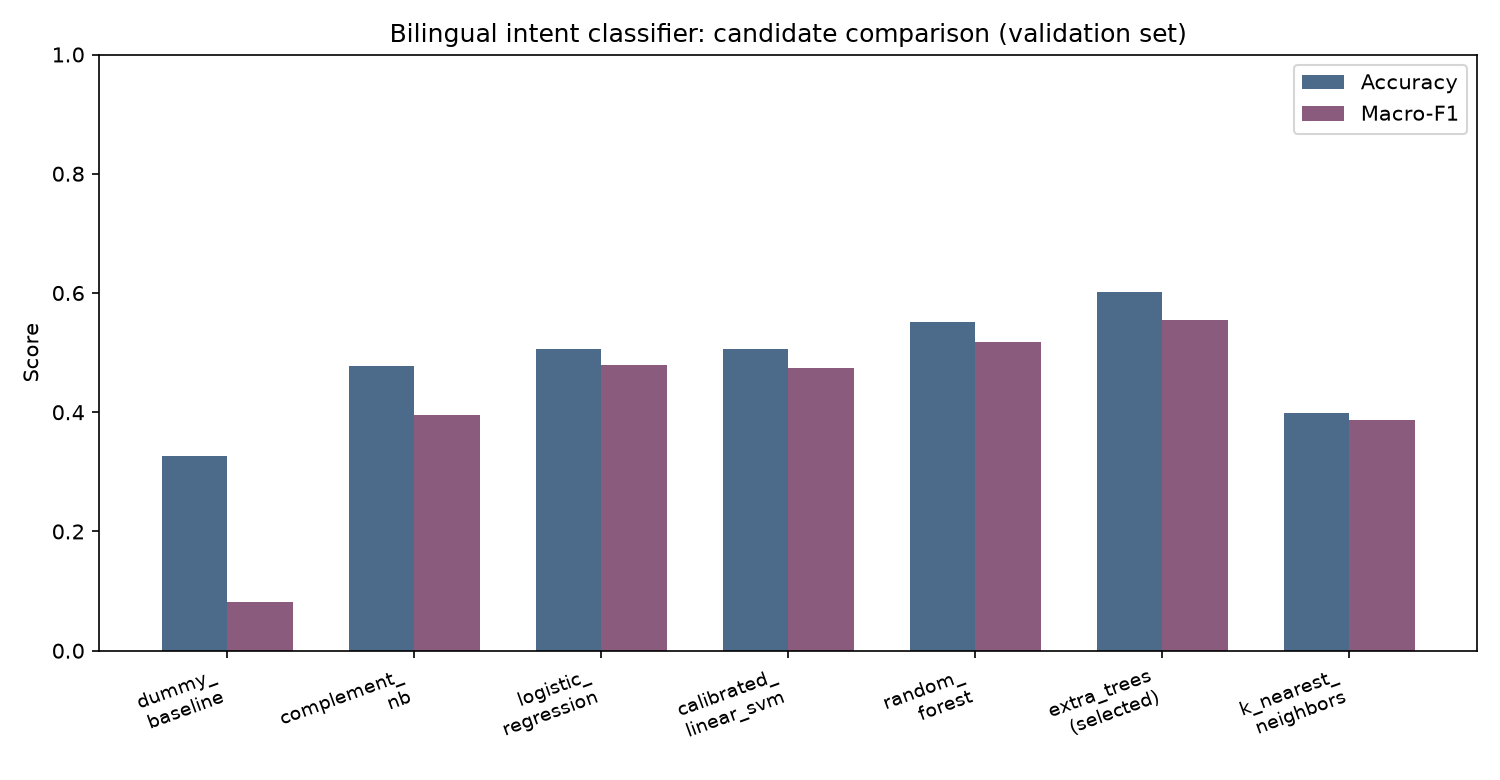 Bilingual intent classifier: candidate comparison (validation set)
Accuracy
Macro-F1
Score
1.0
0.8
0.6
0.4
0.2
0.0
dummy_
baseline
complement_
nb
logistic_
regression
calibrated_
linear_svm
random_
forest
extra_trees
(selected)
k_nearest_
neighbors